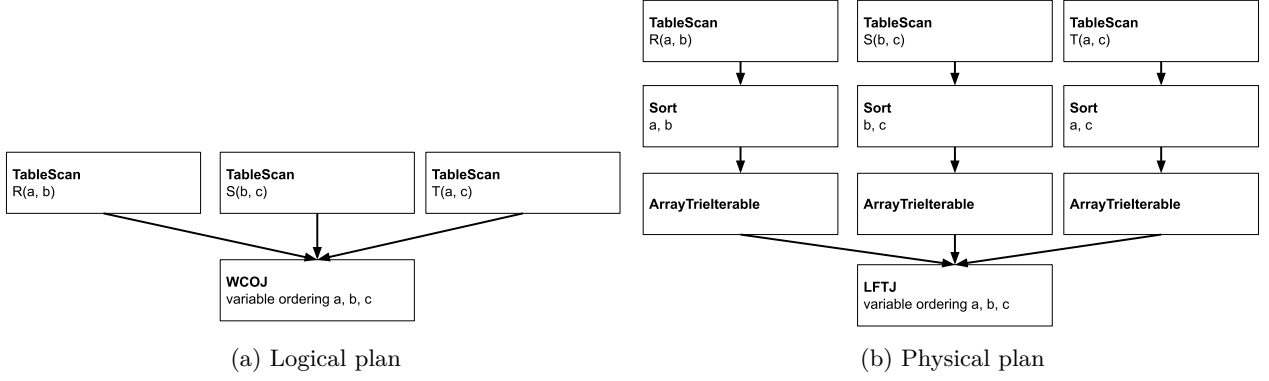 TableScan
R(a, b)
TableScan
S(b, c)
TableScan
T(a, c)
WCOJ
variable ordering a, b, c
(a) Logical plan
TableScan
R(a, b)
TableScan
S(b, c)
TableScan
T(a, c)
Sort
a, b
Sort
b, c
Sort
a, c
ArrayTrieIterable
ArrayTrieIterable
ArrayTrieIterable
LFTJ
variable ordering a, b, c
(b) Physical plan